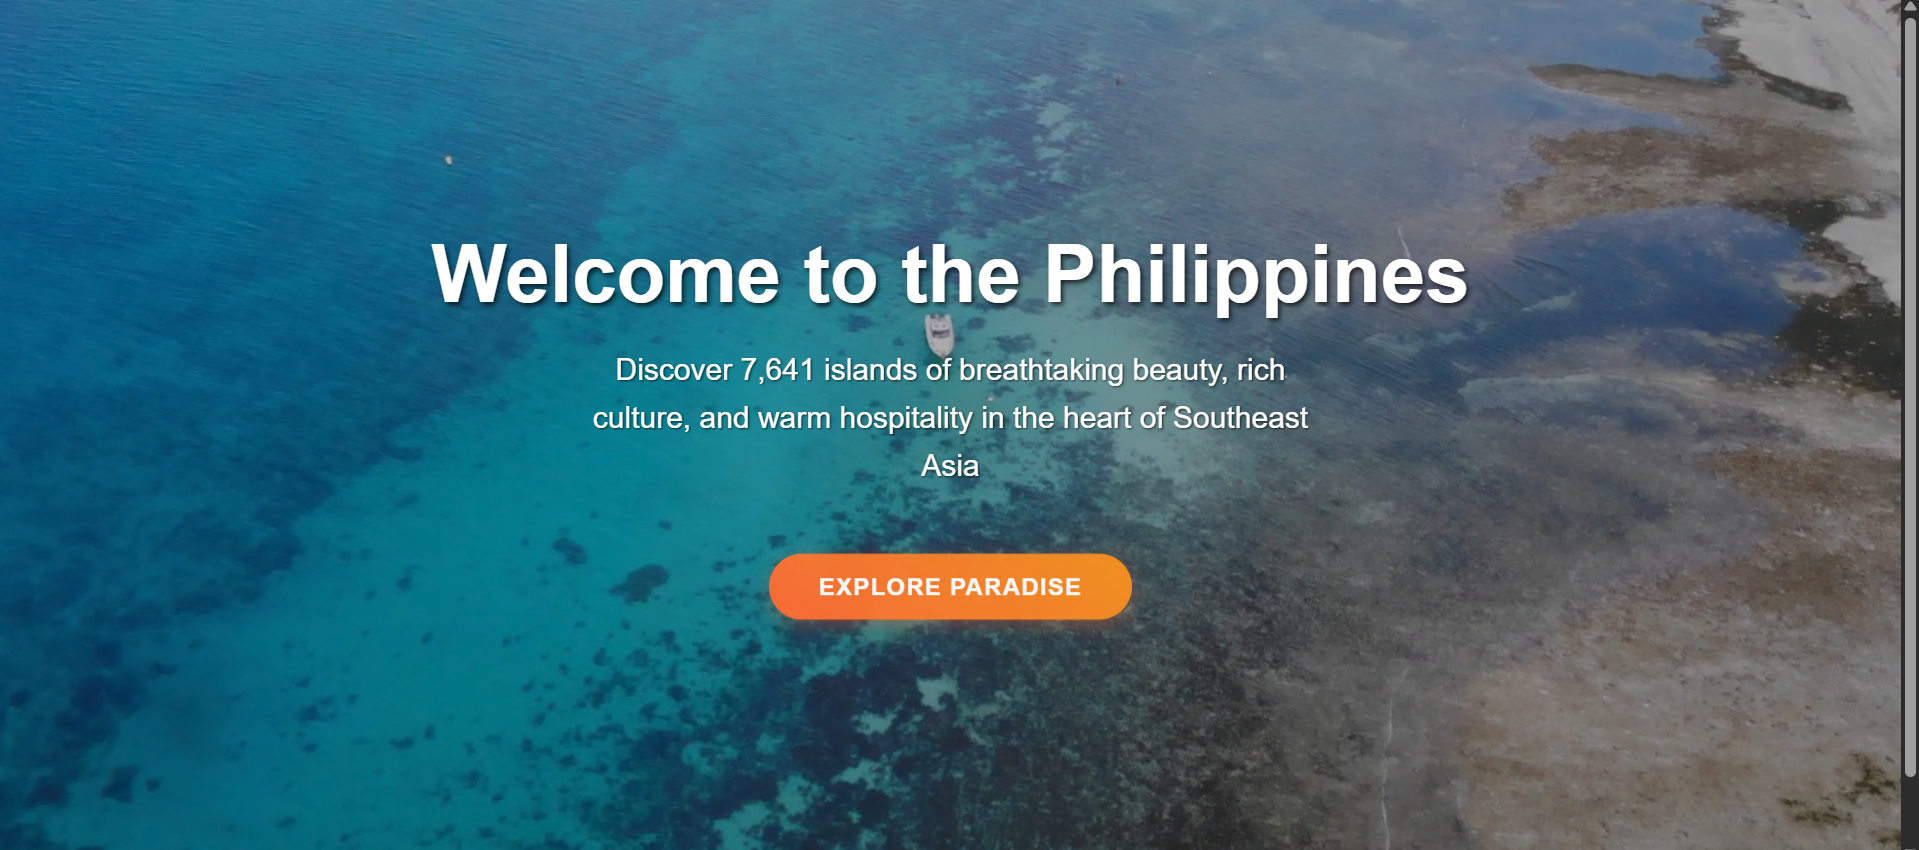 Welcome to the Philippines
Discover 7,641 islands of breathtaking beauty, rich
culture, and warm hospitality in the heart of Southeast
Asia
EXPLORE PARADISE